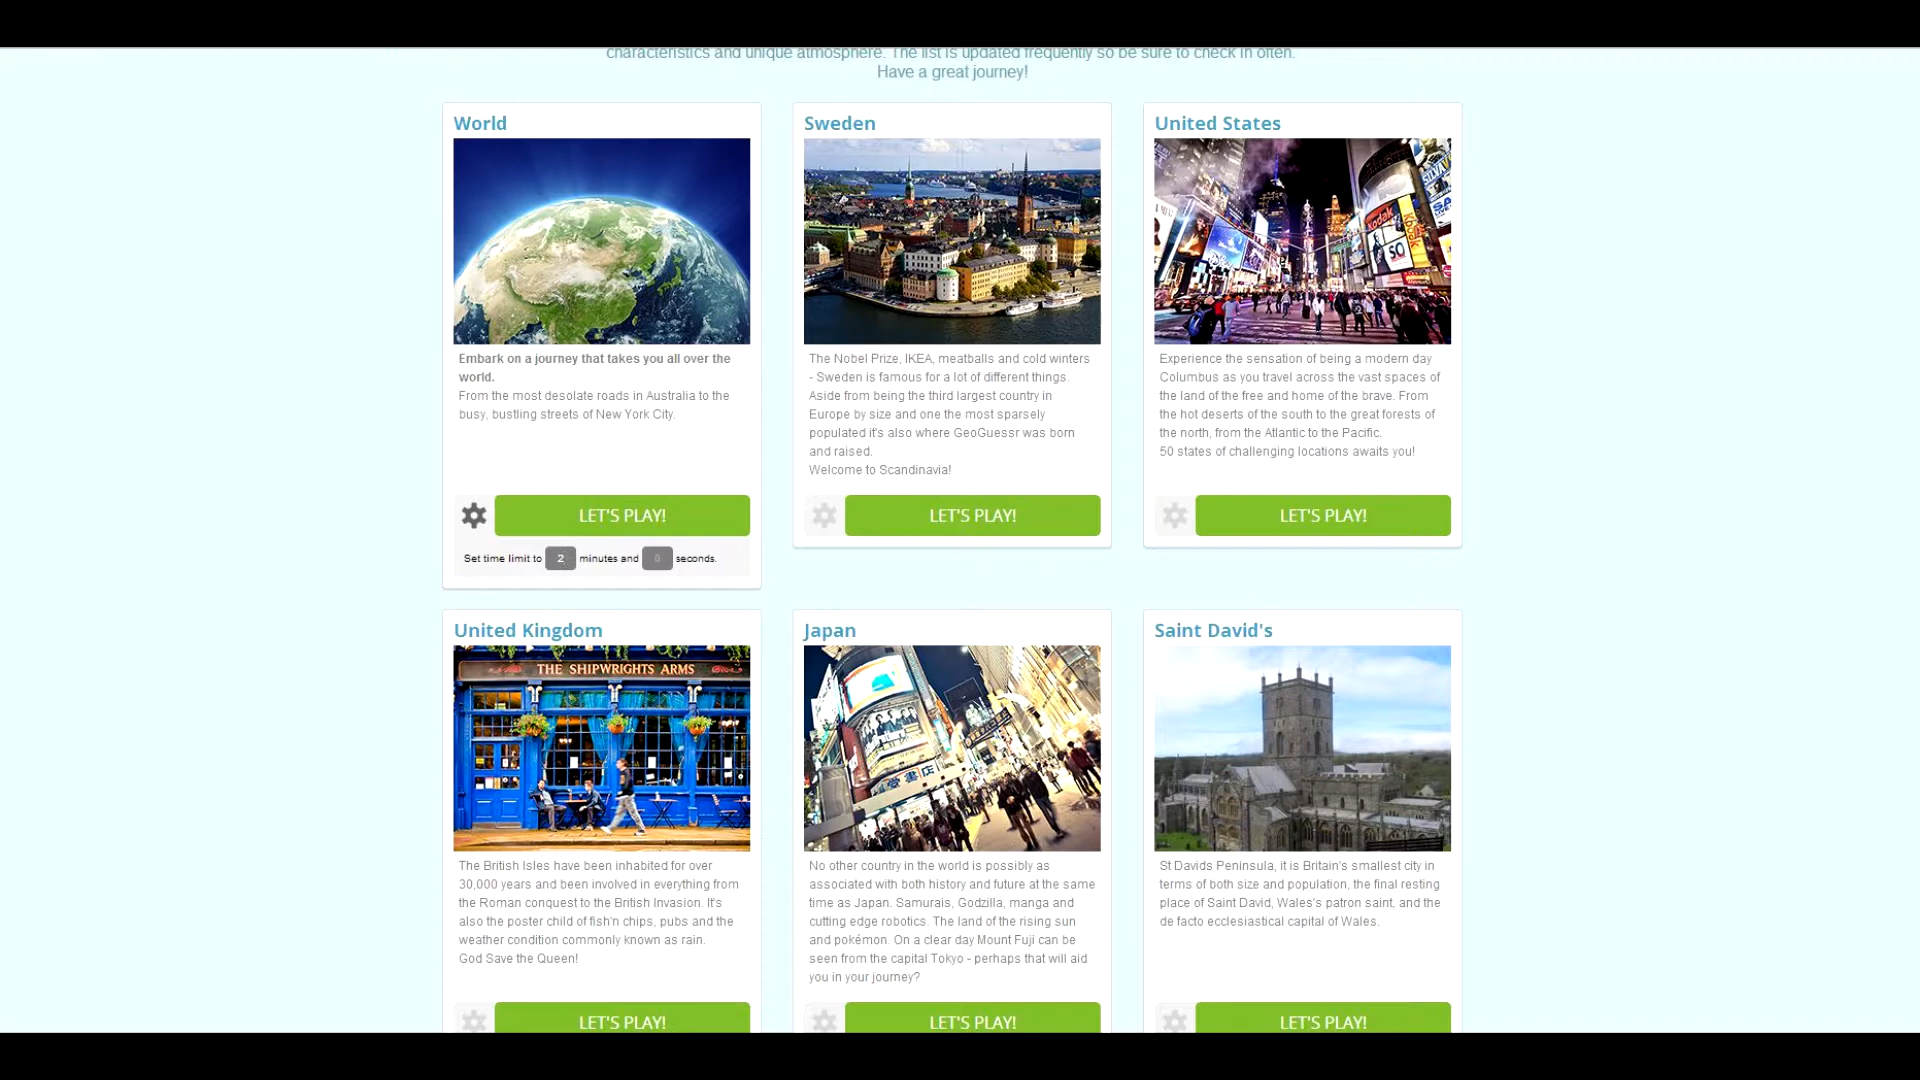 characteristics and unique atmosphere. The list is updated frequently so be sure to check in often.
Have a great journey!
World
Embark on a journey that takes you all over the
world.
From the most desolate roads in Australia to the
busy, bustling streets of New York City.
LET'S PLAY!
Set time limit to 2 minutes and 0 seconds.
Sweden
The Nobel Prize, IKEA, meatballs and cold winters
- Sweden is famous for a lot of different things.
Aside from being the third largest country in
Europe by size and one the most sparsely
populated it's also where GeoGuessr was born
and raised.
Welcome to Scandinavia!
LET'S PLAY!
United States
Kodak
Experience the sensation of being a modern day
Columbus as you travel across the vast spaces of
the land of the free and home of the brave. From
the hot deserts of the south to the great forests of
the north, from the Atlantic to the Pacific.
50 states of challenging locations awaits you!
LET'S PLAY!
United Kingdom
THE SHIPWRIGHTS ARMS
The British Isles have been inhabited for over
30,000 years and been involved in everything from
the Roman conquest to the British Invasion. It's
also the poster child of fish'n chips, pubs and the
weather condition commonly known as rain.
God Save the Queen!
LET'S PLAY!
Japan
No other country in the world is possibly as
associated with both history and future at the same
time as Japan. Samurais, Godzilla, manga and
cutting edge robotics. The land of the rising sun
and pokémon. On a clear day Mount Fuji can be
seen from the capital Tokyo - perhaps that will aid
you in your journey?
LET'S PLAY!
Saint David's
St Davids Peninsula, it is Britain's smallest city in
terms of both size and population, the final resting
place of Saint David, Wales's patron saint, and the
de facto ecclesiastical capital of Wales.
LET'S PLAY!